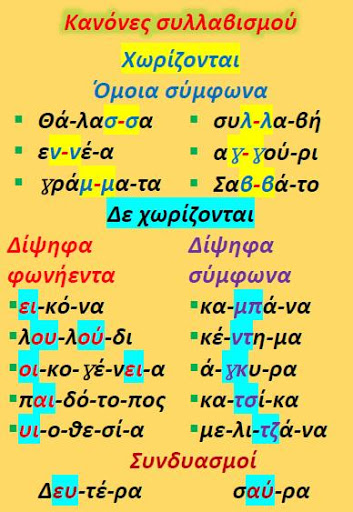 Κανόνες συλλαβισμού
Χωρίζονται
Όμοια σύμφωνα
▪ Θά-λασ-σα ▪ συλ-λα-βή
▪ εν-νέ-α ▪ αγ-γού-ρι
▪ γράμ-μα-τα ▪ Σαβ-βά-το
Δε χωρίζονται
Δίψηφα Δίψηφα
φωνήεντα σύμφωνα
▪ει-κό-να ▪κα-μπά-να
▪λου-λού-δι ▪κέ-ντη-μα
▪οι-κο-γέ-νει-α ▪ά-γκυ-ρα
▪παι-δό-το-πος ▪κα-τσί-κα
▪υι-ο-θε-σί-α ▪με-λι-τζά-να
Συνδυασμοί
Δευ-τέ-ρα σαύ-ρα